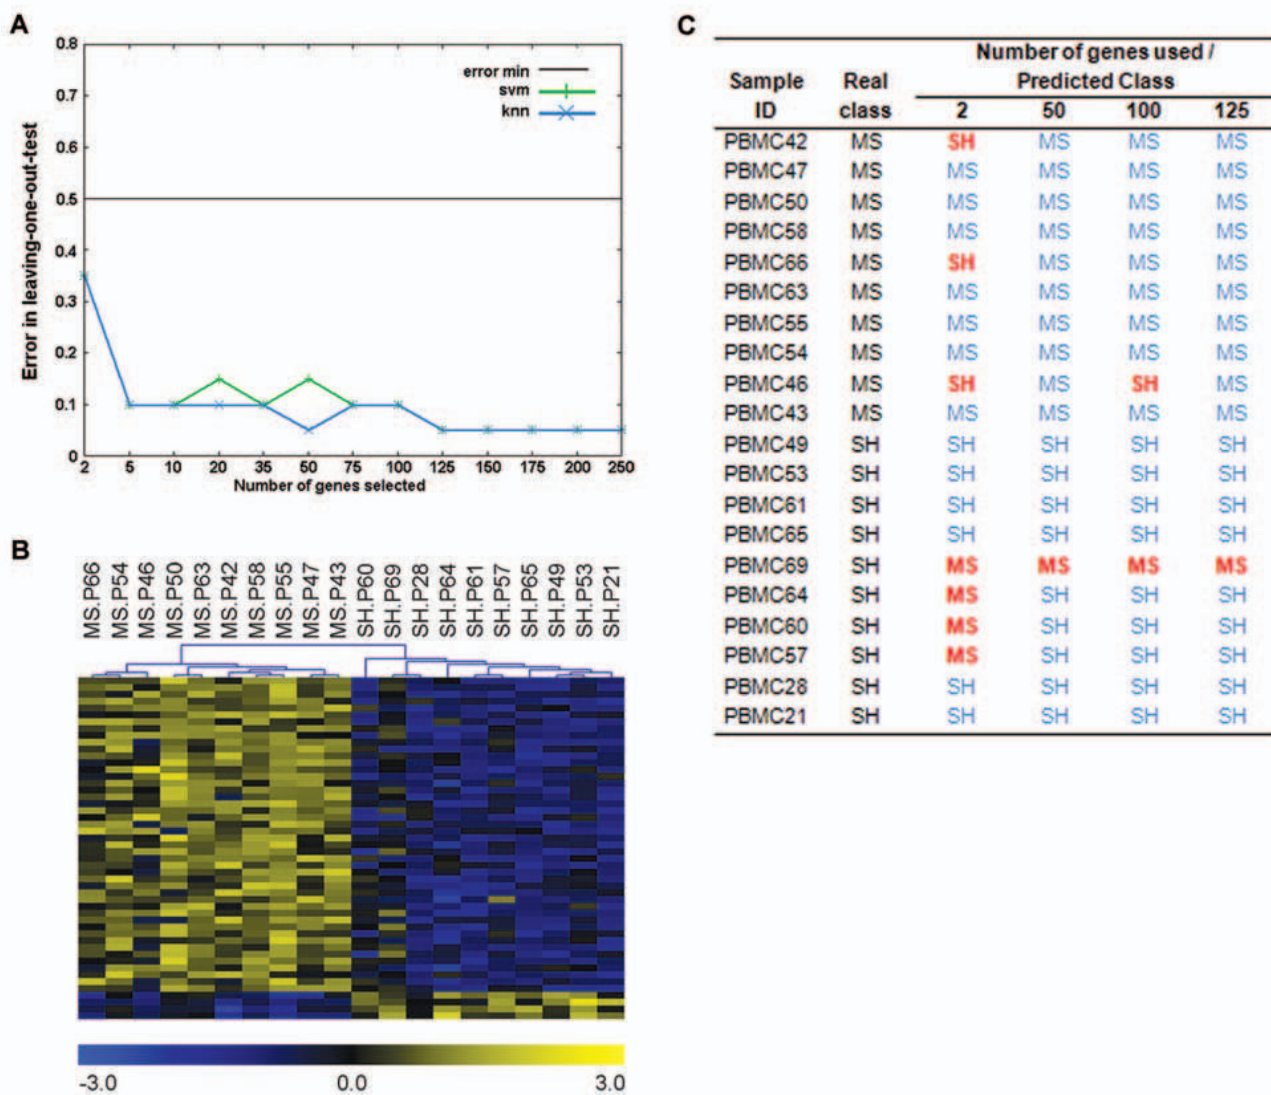 A
0.8
0.7
0.6
0.5
0.4
0.3
0.2
0.1
0
Error in leaving-one-out-test
error min
svm
knn
2 5 10 20 35 50 75 100 125 150 175 200 250
Number of genes selected
B
MS.P66 MS.P54 MS.P46 MS.P50 MS.P63 MS.P42 MS.P58 MS.P55 MS.P47 MS.P43 SH.P60 SH.P69 SH.P28 SH.P64 SH.P61 SH.P57 SH.P65 SH.P49 SH.P53 SH.P21
-3.0 0.0 3.0
C
Number of genes used /
Sample Real Predicted Class
ID class 2 50 100 125
PBMC42 MS SH MS MS MS
PBMC47 MS MS MS MS MS
PBMC50 MS MS MS MS MS
PBMC58 MS MS MS MS MS
PBMC66 MS SH MS MS MS
PBMC63 MS MS MS MS MS
PBMC55 MS MS MS MS MS
PBMC54 MS MS MS MS MS
PBMC46 MS SH MS SH MS
PBMC43 MS MS MS MS MS
PBMC49 SH SH SH SH SH
PBMC53 SH SH SH SH SH
PBMC61 SH SH SH SH SH
PBMC65 SH SH SH SH SH
PBMC69 SH MS MS MS MS
PBMC64 SH MS SH SH SH
PBMC60 SH MS SH SH SH
PBMC57 SH MS SH SH SH
PBMC28 SH SH SH SH SH
PBMC21 SH SH SH SH SH